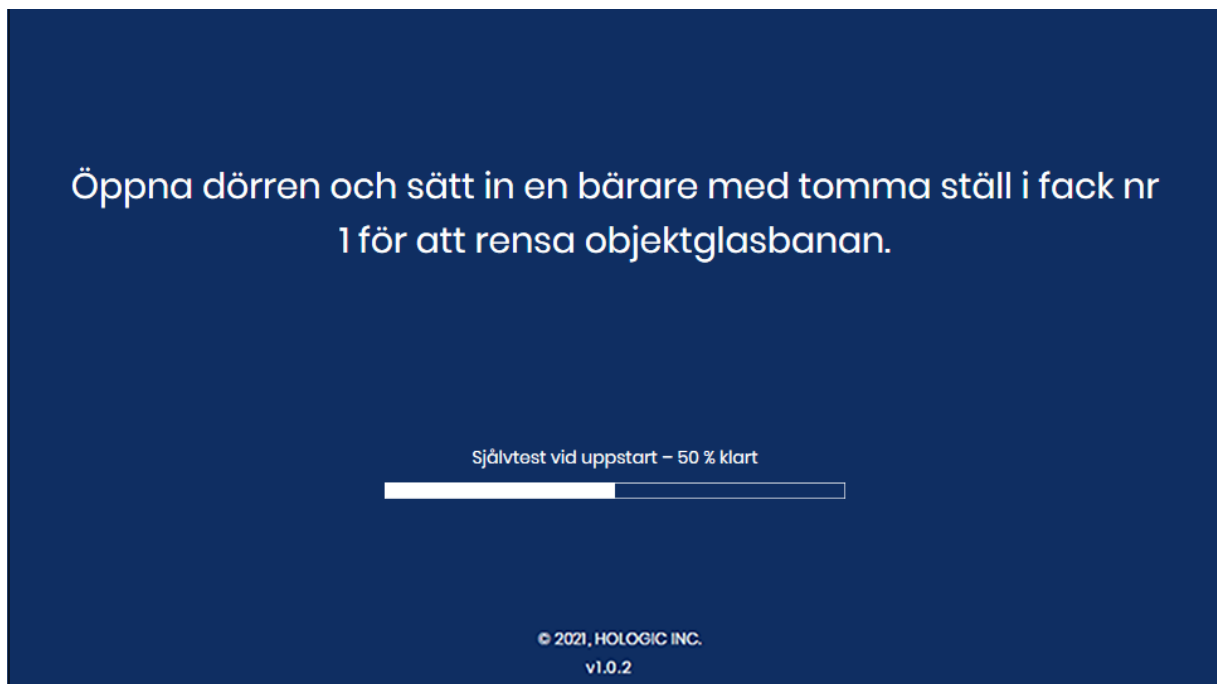 Öppna dörren och sätt in en bärare med tomma ställ i fack nr
1 för att rensa objektglasbanan.
Självtest vid uppstart – 50 % klart
© 2021, HOLOGIC INC.
v1.0.2